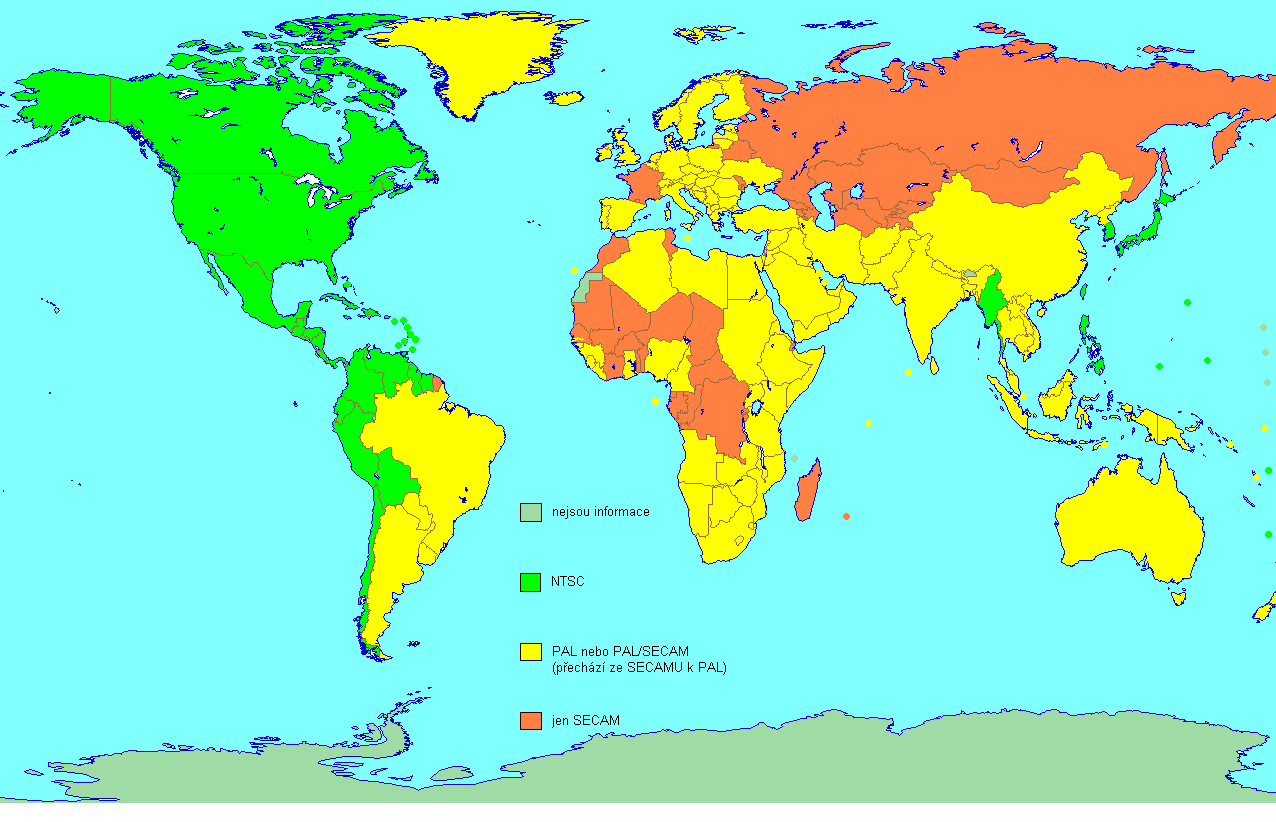 nejsou informace
NTSC
PAL nebo PAL/SECAM
(přechází ze SECAMU k PAL)
jen SECAM